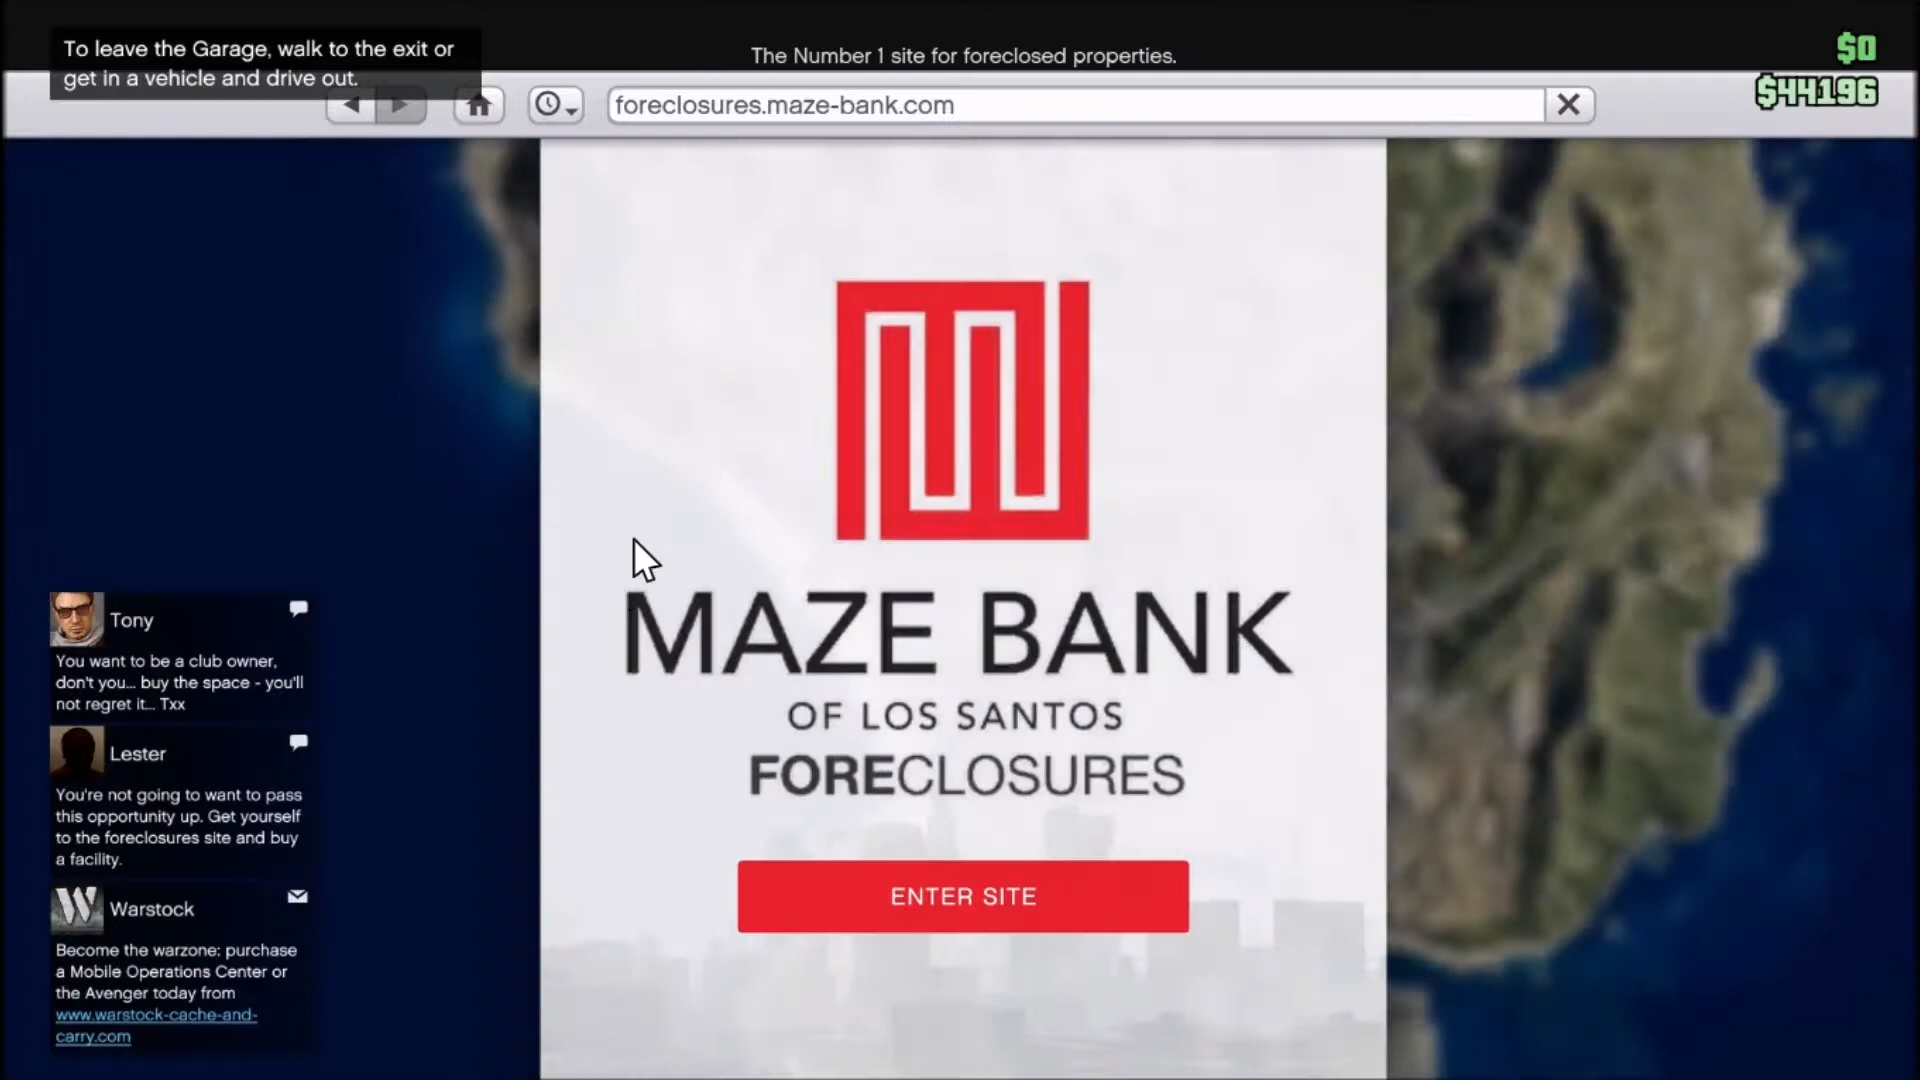 To leave the Garage, walk to the exit or
get in a vehicle and drive out.
The Number 1 site for foreclosed properties.
$0
$44196
foreclosures.maze-bank.com
MAZE BANK
OF LOS SANTOS
FORECLOSURES
ENTER SITE
Tony
You want to be a club owner,
don't you... buy the space - you'll
not regret it... Txx
Lester
You're not going to want to pass
this opportunity up. Get yourself
to the foreclosures site and buy
a facility.
Warstock
Become the warzone: purchase
a Mobile Operations Center or
the Avenger today from
www.warstock-cache-and-
carry.com